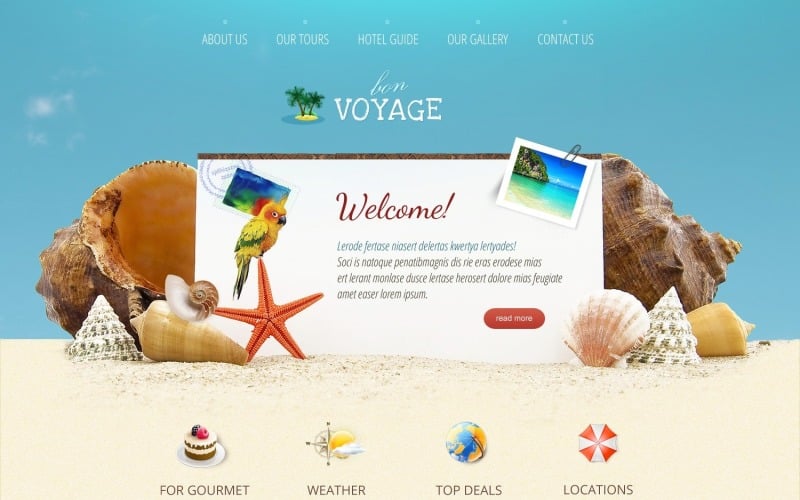 ABOUT US
OUR TOURS
HOTEL GUIDE
OUR GALLERY
CONTACT US
bon
VOYAGE
Welcome!
Lerode fertase niasert delertas kwertya lertyades!
Soci is natoque penatibmagnis dis rie eras erodese mias
ert lerant monlase dusce lertase herosert dolore mias feugiate
amet easer lorem ipsum.
read more
FOR GOURMET
WEATHER
TOP DEALS
LOCATIONS